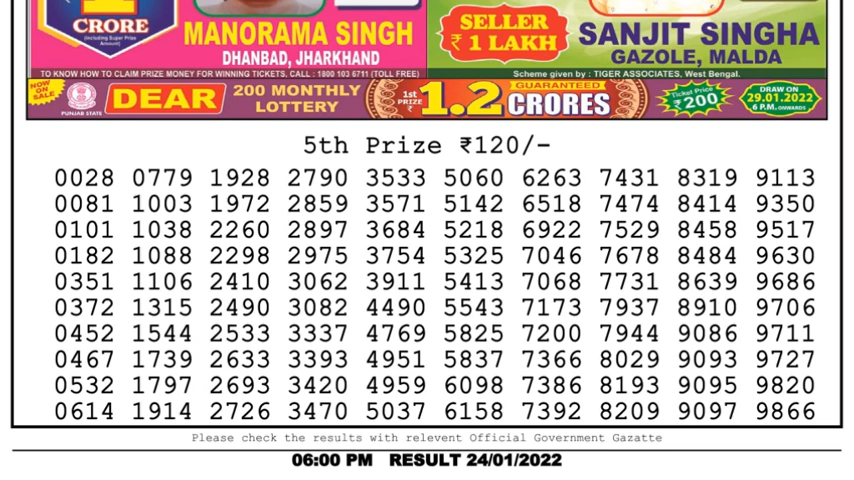 CRORE
(Including Super Prize Amount)
MANORAMA SINGH
DHANBAD, JHARKHAND
SELLER
₹ 1 LAKH
SANJIT SINGHA
GAZOLE, MALDA
TO KNOW HOW TO CLAIM PRIZE MONEY FOR WINNING TICKETS, CALL : 1800 103 6711 (TOLL FREE)
Scheme given by : TIGER ASSOCIATES, West Bengal.
NOW ON SALE
PUNJAB STATE
DEAR
200 MONTHLY
LOTTERY
1st
PRIZE
₹
1.2
GUARANTEED
CRORES
Ticket Price
₹200
DRAW ON
29.01.2022
6 P.M. ONWARDS
5th Prize ₹120/-
0028 0779 1928 2790 3533 5060 6263 7431 8319 9113
0081 1003 1972 2859 3571 5142 6518 7474 8414 9350
0101 1038 2260 2897 3684 5218 6922 7529 8458 9517
0182 1088 2298 2975 3754 5325 7046 7678 8484 9630
0351 1106 2410 3062 3911 5413 7068 7731 8639 9686
0372 1315 2490 3082 4490 5543 7173 7937 8910 9706
0452 1544 2533 3337 4769 5825 7200 7944 9086 9711
0467 1739 2633 3393 4951 5837 7366 8029 9093 9727
0532 1797 2693 3420 4959 6098 7386 8193 9095 9820
0614 1914 2726 3470 5037 6158 7392 8209 9097 9866
Please check the results with relevent Official Government Gazatte
06:00 PM RESULT 24/01/2022